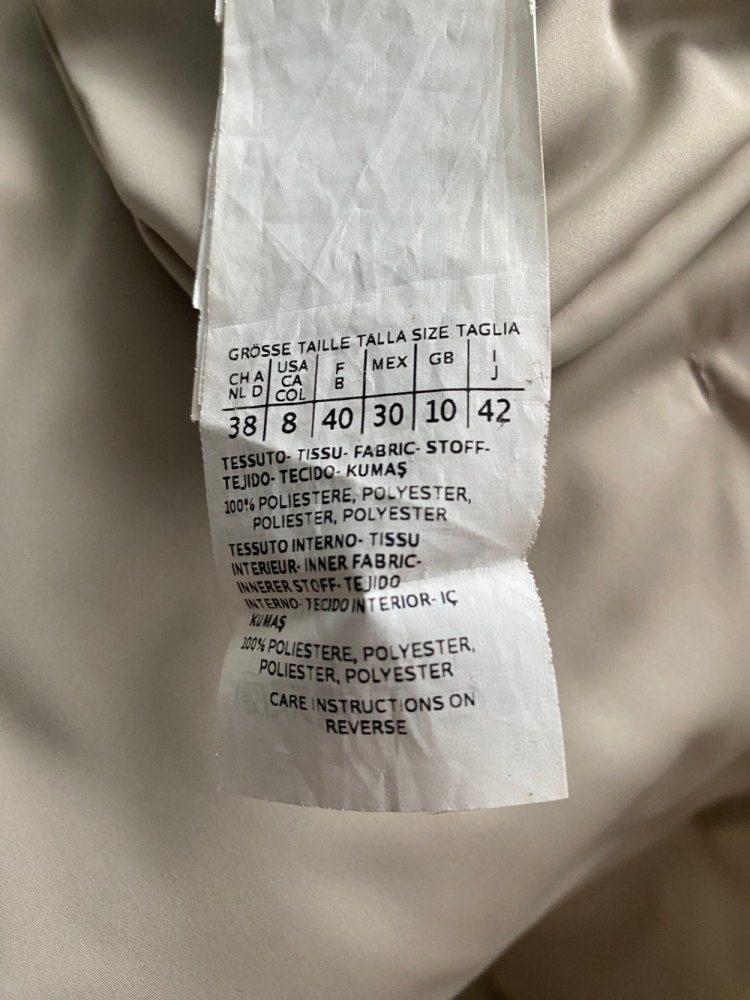 GRÖSSE TAILLE TALLA SIZE TAGLIA
CH A NL D USA CA COL F B MEX GB I J
38 8 40 30 10 42
TESSUTO- TISSU- FABRIC- STOFF-
TEJIDO- TECIDO- KUMAŞ
100% POLIESTERE, POLYESTER,
POLIESTER, POLYESTER
TESSUTO INTERNO- TISSU
INTERIEUR- INNER FABRIC-
INNERER STOFF- TEJIDO
INTERNO- TECIDO INTERIOR- IÇ
KUMAŞ
100% POLIESTERE, POLYESTER,
POLIESTER, POLYESTER
CARE INSTRUCTIONS ON
REVERSE